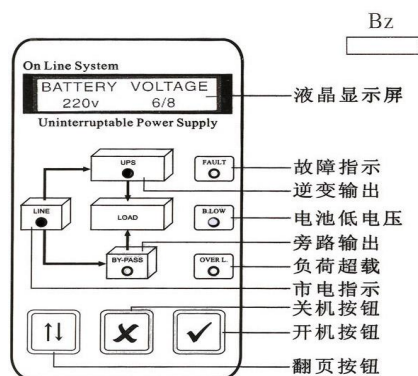 Bz
On Line System
BATTERY VOLTAGE
220v 6/8
液晶显示屏
Uninterruptable Power Supply
UPS
FAULT
故障指示
逆变输出
LINE
LOAD
B.LOW
电池低电压
旁路输出
BY-PASS
OVER L.
负荷超载
市电指示
关机按钮
开机按钮
翻页按钮